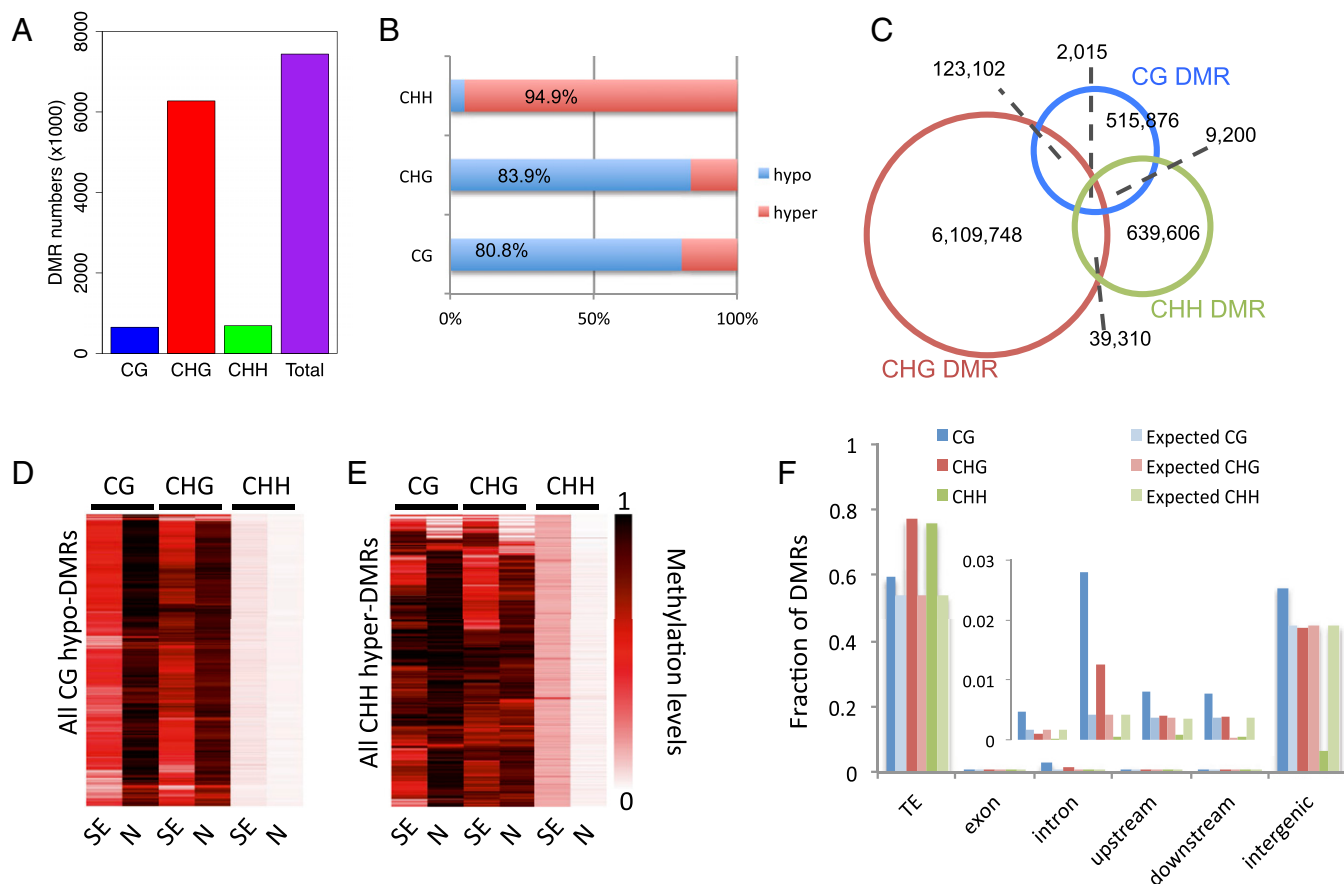 A
DMR numbers (x1000)
8000
6000
4000
2000
0
CG CHG CHH Total
B
CHH 94.9%
CHG 83.9%
CG 80.8%
0% 50% 100%
hypo
hyper
C
2,015
123,102
CG DMR
515,876
9,200
6,109,748
639,606
CHH DMR
39,310
CHG DMR
D
CG CHG CHH
All CG hypo-DMRs
SE N SE N SE N
E
CG CHG CHH
All CHH hyper-DMRs
SE N SE N SE N
1
0
Methylation levels
F
CG Expected CG
CHG Expected CHG
CHH Expected CHH
Fraction of DMRs
1
0.8
0.6
0.4
0.2
0
0.03
0.02
0.01
0
TE exon intron upstream downstream intergenic